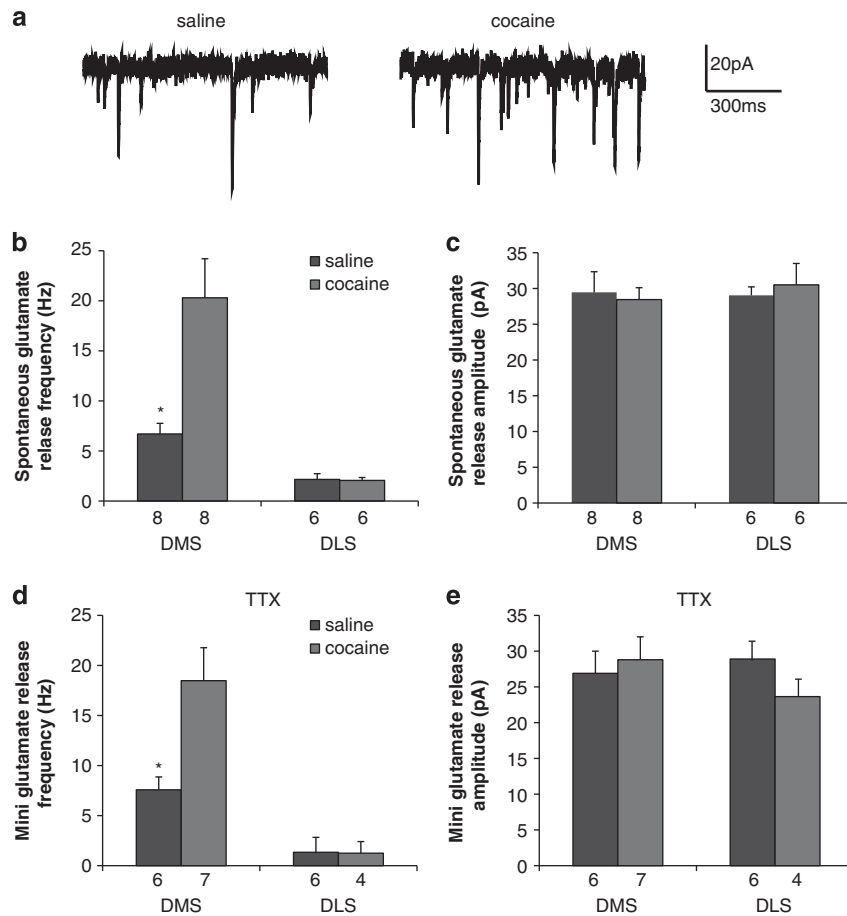 a
saline
cocaine
20pA
300ms
b
Spontaneous glutamate
relase frequency (Hz)
25
20
15
10
5
0
*
saline
cocaine
8 8 6 6
DMS DLS
c
Spontaneous glutamate
release amplitude (pA)
35
30
25
20
15
10
5
0
8 8 6 6
DMS DLS
d
TTX
Mini glutamate release
frequency (Hz)
25
20
15
10
5
0
*
saline
cocaine
6 7 6 4
DMS DLS
e
TTX
Mini glutamate release
amplitude (pA)
35
30
25
20
15
10
5
0
6 7 6 4
DMS DLS